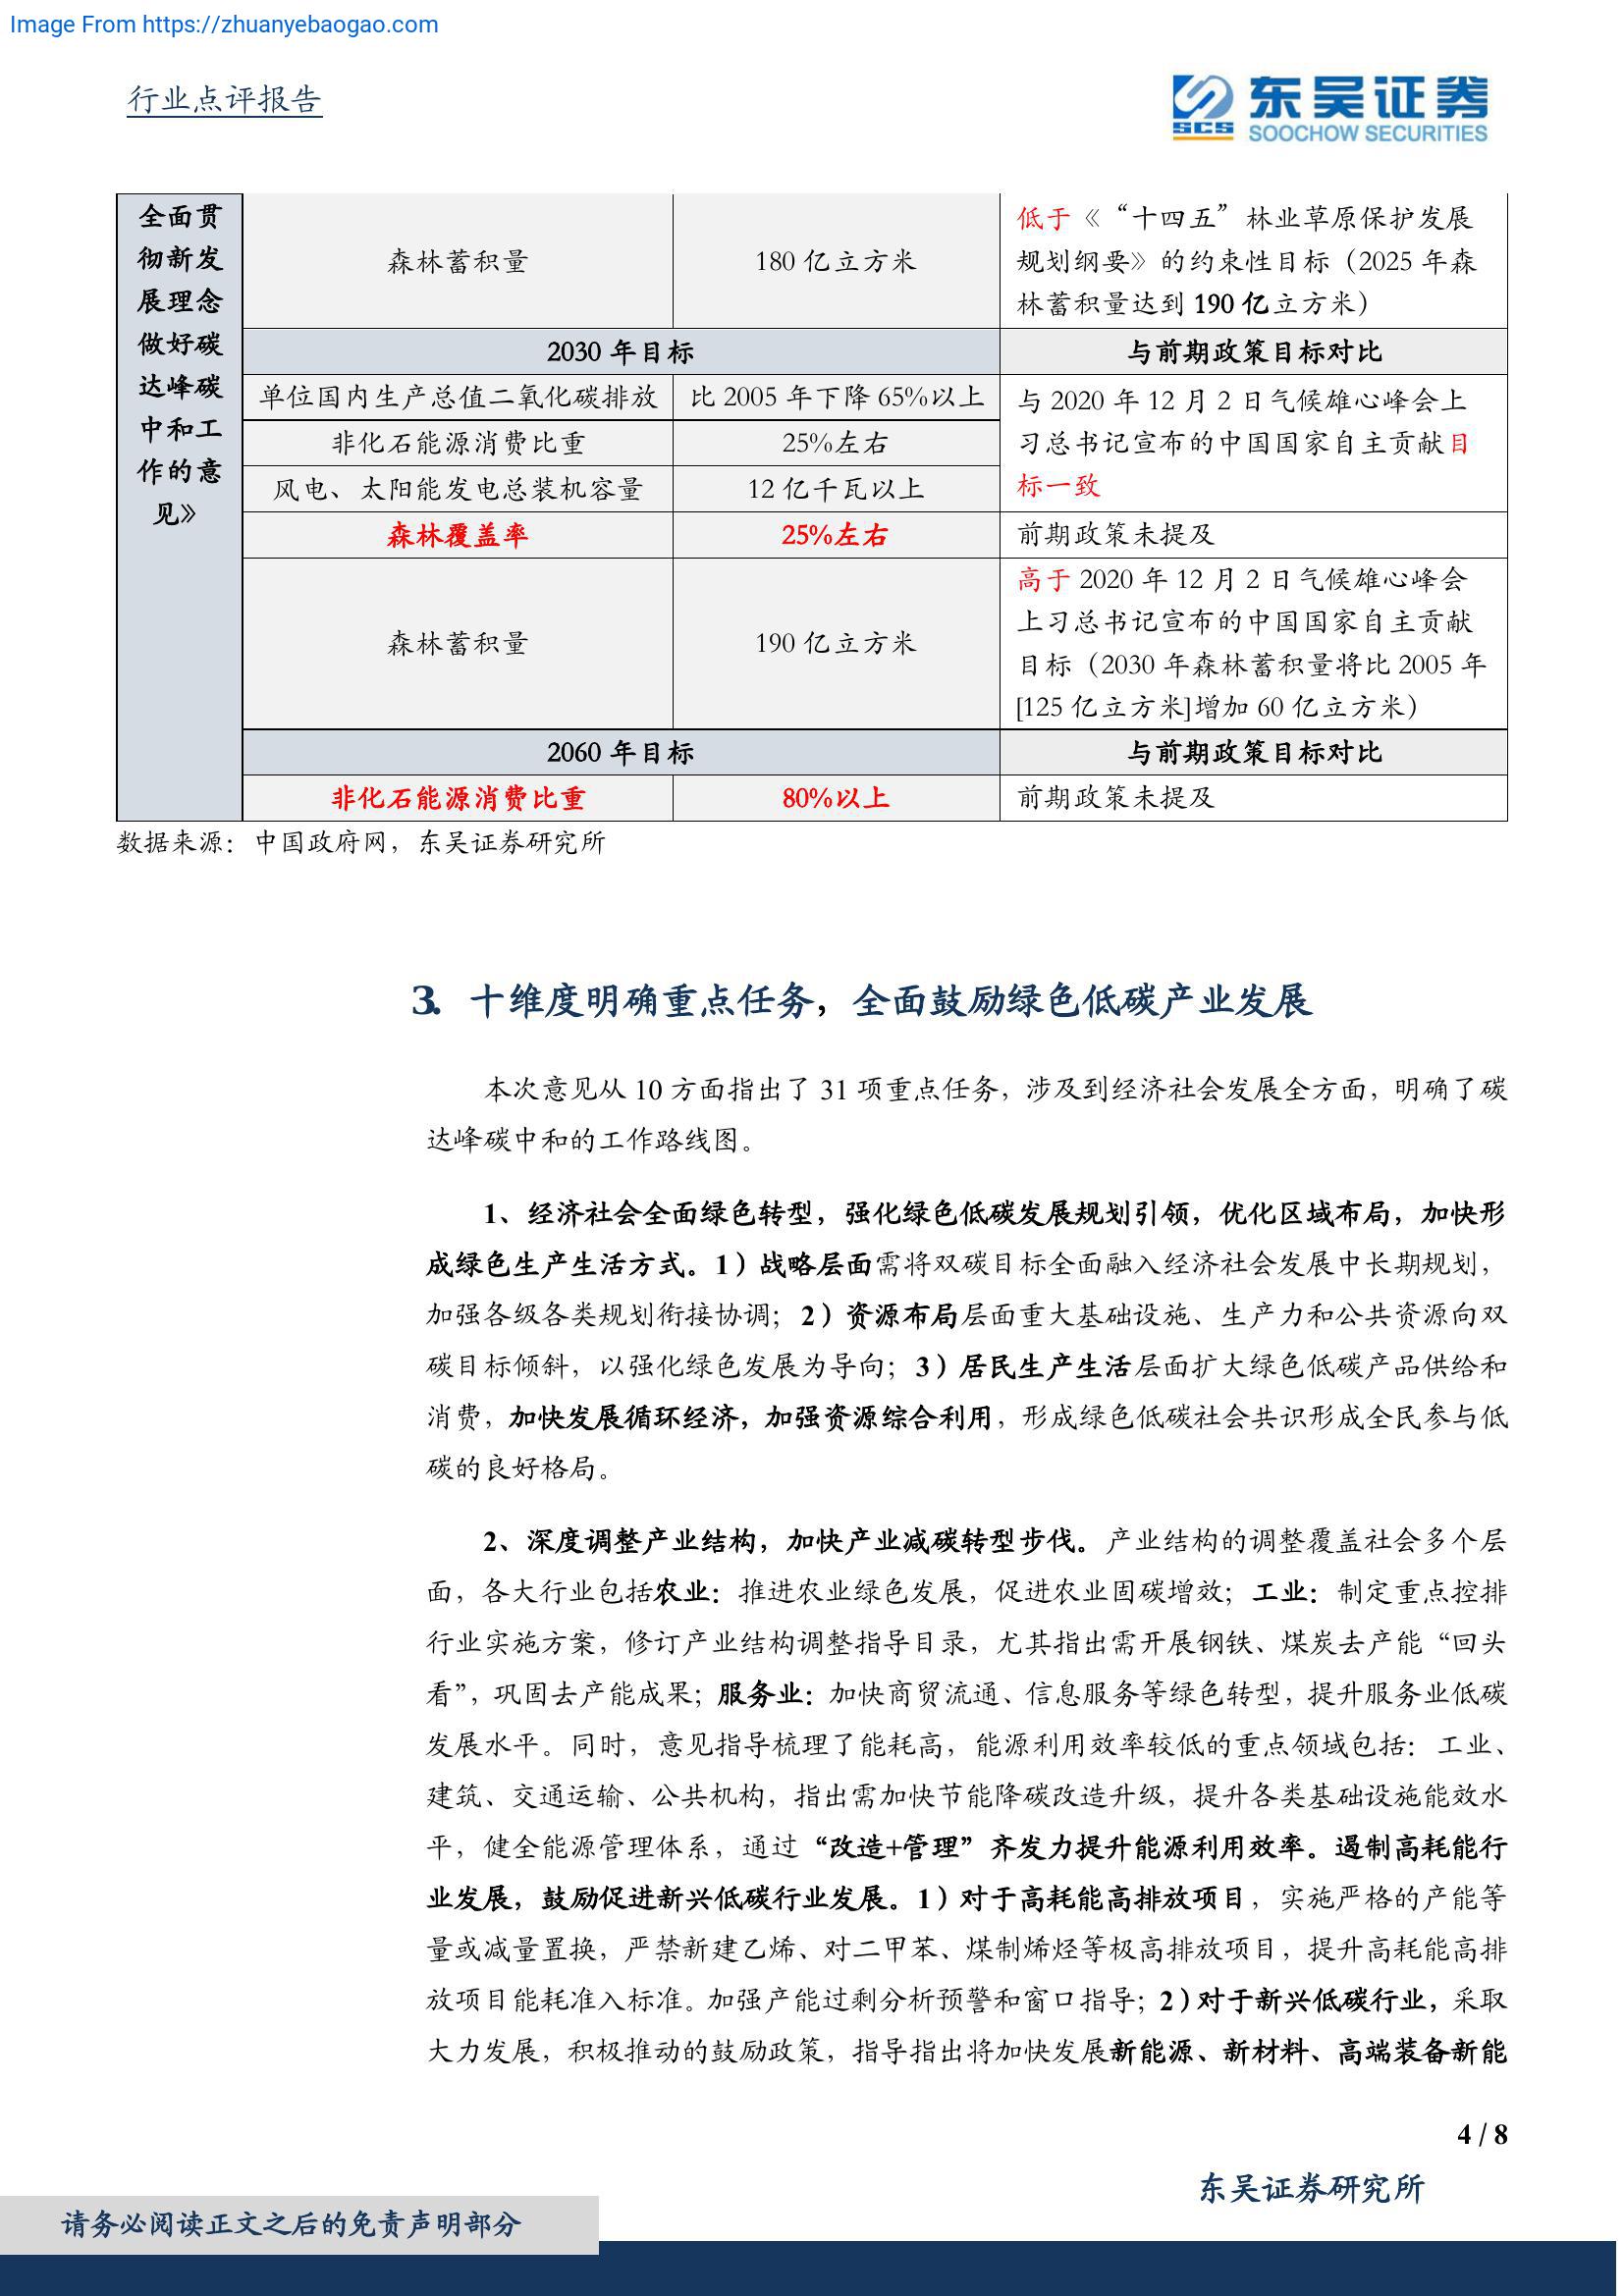 Image From https://zhuanyebaogao.com
行业点评报告
SCS
东吴证券
SOOCHOW SECURITIES
全面贯
彻新发
展理念
做好碳
达峰碳
中和工
作的意
见》
森林蓄积量
180 亿立方米
低于《“十四五”林业草原保护发展
规划纲要》的约束性目标（2025 年森
林蓄积量达到 190 亿立方米）
2030 年目标
与前期政策目标对比
单位国内生产总值二氧化碳排放
比 2005 年下降 65%以上
与 2020 年 12 月 2 日气候雄心峰会上
习总书记宣布的中国国家自主贡献目
标一致
非化石能源消费比重
25%左右
风电、太阳能发电总装机容量
12 亿千瓦以上
森林覆盖率
25%左右
前期政策未提及
森林蓄积量
190 亿立方米
高于 2020 年 12 月 2 日气候雄心峰会
上习总书记宣布的中国国家自主贡献
目标（2030 年森林蓄积量将比 2005 年
[125 亿立方米]增加 60 亿立方米）
2060 年目标
与前期政策目标对比
非化石能源消费比重
80%以上
前期政策未提及
数据来源：中国政府网，东吴证券研究所
3. 十维度明确重点任务，全面鼓励绿色低碳产业发展
本次意见从 10 方面指出了 31 项重点任务，涉及到经济社会发展全方面，明确了碳
达峰碳中和的工作路线图。
1、经济社会全面绿色转型，强化绿色低碳发展规划引领，优化区域布局，加快形
成绿色生产生活方式。1）战略层面需将双碳目标全面融入经济社会发展中长期规划，
加强各级各类规划衔接协调；2）资源布局层面重大基础设施、生产力和公共资源向双
碳目标倾斜，以强化绿色发展为导向；3）居民生产生活层面扩大绿色低碳产品供给和
消费，加快发展循环经济，加强资源综合利用，形成绿色低碳社会共识形成全民参与低
碳的良好格局。
2、深度调整产业结构，加快产业减碳转型步伐。产业结构的调整覆盖社会多个层
面，各大行业包括农业：推进农业绿色发展，促进农业固碳增效；工业：制定重点控排
行业实施方案，修订产业结构调整指导目录，尤其指出需开展钢铁、煤炭去产能“回头
看”，巩固去产能成果；服务业：加快商贸流通、信息服务等绿色转型，提升服务业低碳
发展水平。同时，意见指导梳理了能耗高，能源利用效率较低的重点领域包括：工业、
建筑、交通运输、公共机构，指出需加快节能降碳改造升级，提升各类基础设施能效水
平，健全能源管理体系，通过“改造+管理”齐发力提升能源利用效率。遏制高耗能行
业发展，鼓励促进新兴低碳行业发展。1）对于高耗能高排放项目，实施严格的产能等
量或减量置换，严禁新建乙烯、对二甲苯、煤制烯烃等极高排放项目，提升高耗能高排
放项目能耗准入标准。加强产能过剩分析预警和窗口指导；2）对于新兴低碳行业，采取
大力发展，积极推动的鼓励政策，指导指出将加快发展新能源、新材料、高端装备新能
4 / 8
东吴证券研究所
请务必阅读正文之后的免责声明部分